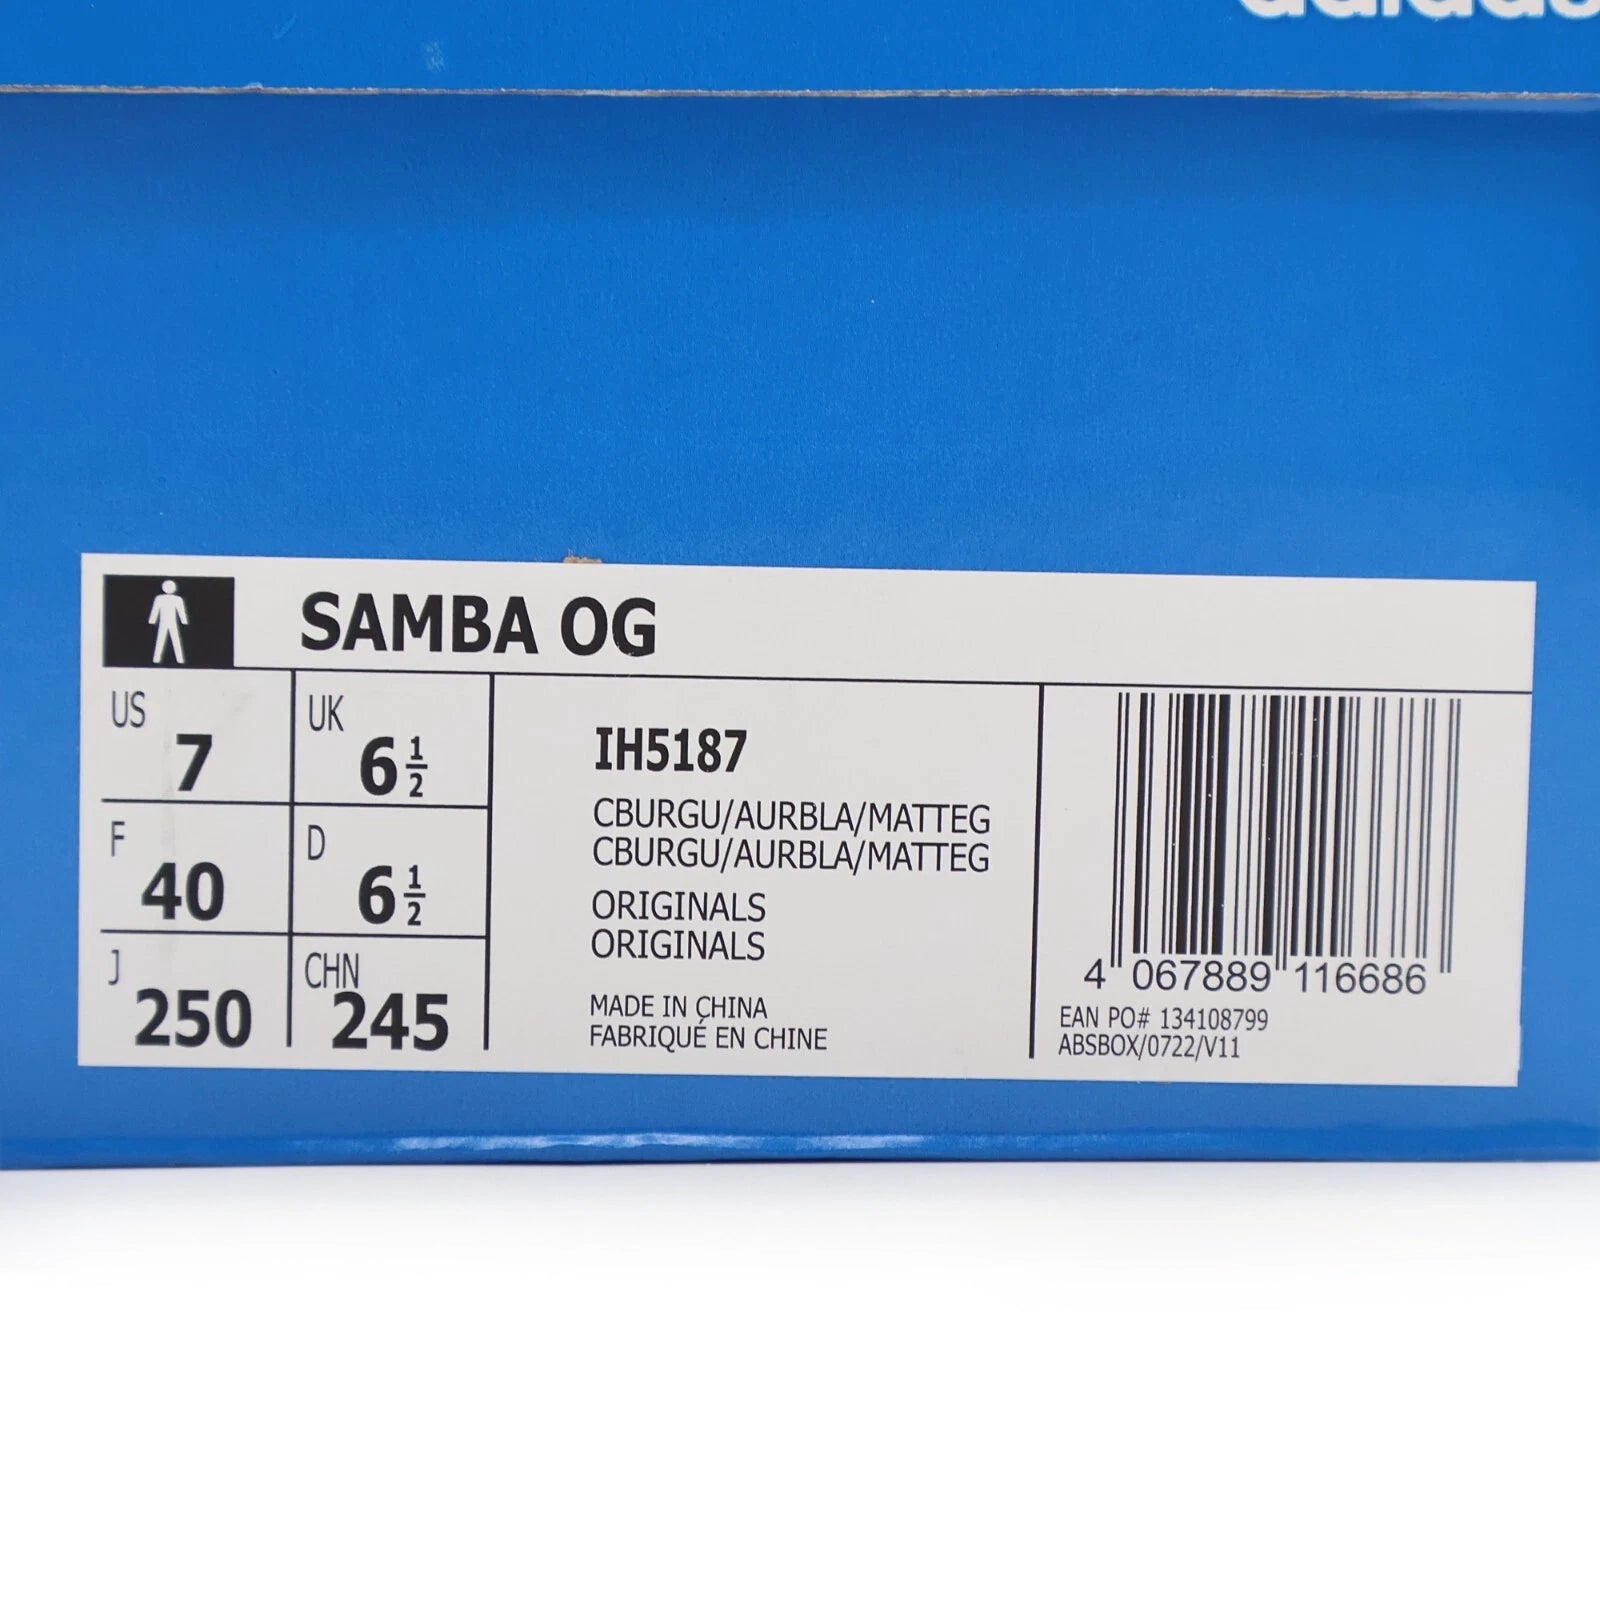 adidas
SAMBA OG
US 7
UK 6 1/2
F 40
D 6 1/2
J 250
CHN 245
IH5187
CBURGU/AURBLA/MATTEG
CBURGU/AURBLA/MATTEG
ORIGINALS
ORIGINALS
MADE IN CHINA
FABRIQUÉ EN CHINE
4 067889 116686
EAN PO# 134108799
ABSBOX/0722/V11